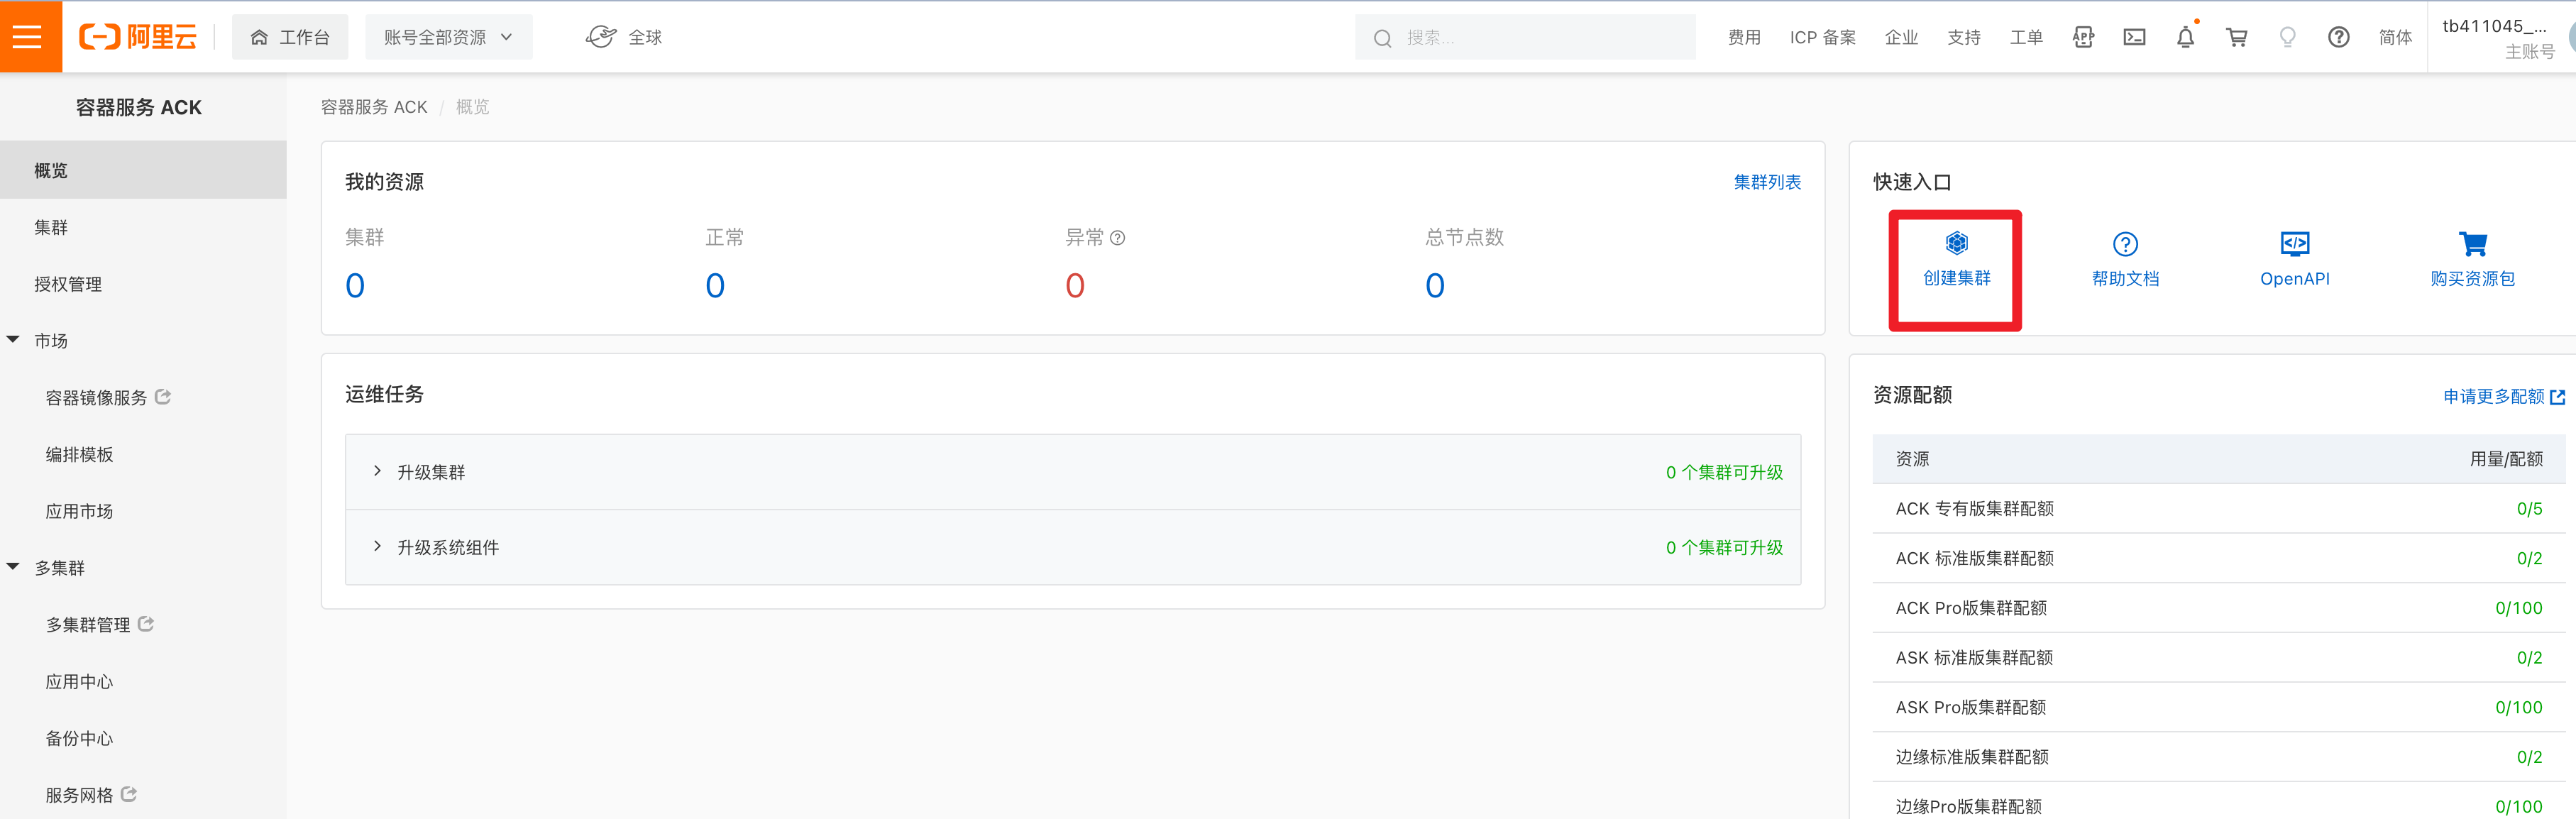 阿里云
工作台
账号全部资源
全球
搜索...
费用
ICP 备案
企业
支持
工单
简体
tb411045_...
主账号
容器服务 ACK
概览
集群
授权管理
市场
容器镜像服务
编排模板
应用市场
多集群
多集群管理
应用中心
备份中心
服务网格
容器服务 ACK / 概览
我的资源
集群列表
集群
正常
异常
总节点数
0
0
0
0
运维任务
升级集群
0 个集群可升级
升级系统组件
0 个集群可升级
快速入口
创建集群
帮助文档
OpenAPI
购买资源包
资源配额
申请更多配额
资源 用量/配额
ACK 专有版集群配额 0/5
ACK 标准版集群配额 0/2
ACK Pro版集群配额 0/100
ASK 标准版集群配额 0/2
ASK Pro版集群配额 0/100
边缘标准版集群配额 0/2
边缘Pro版集群配额 0/100